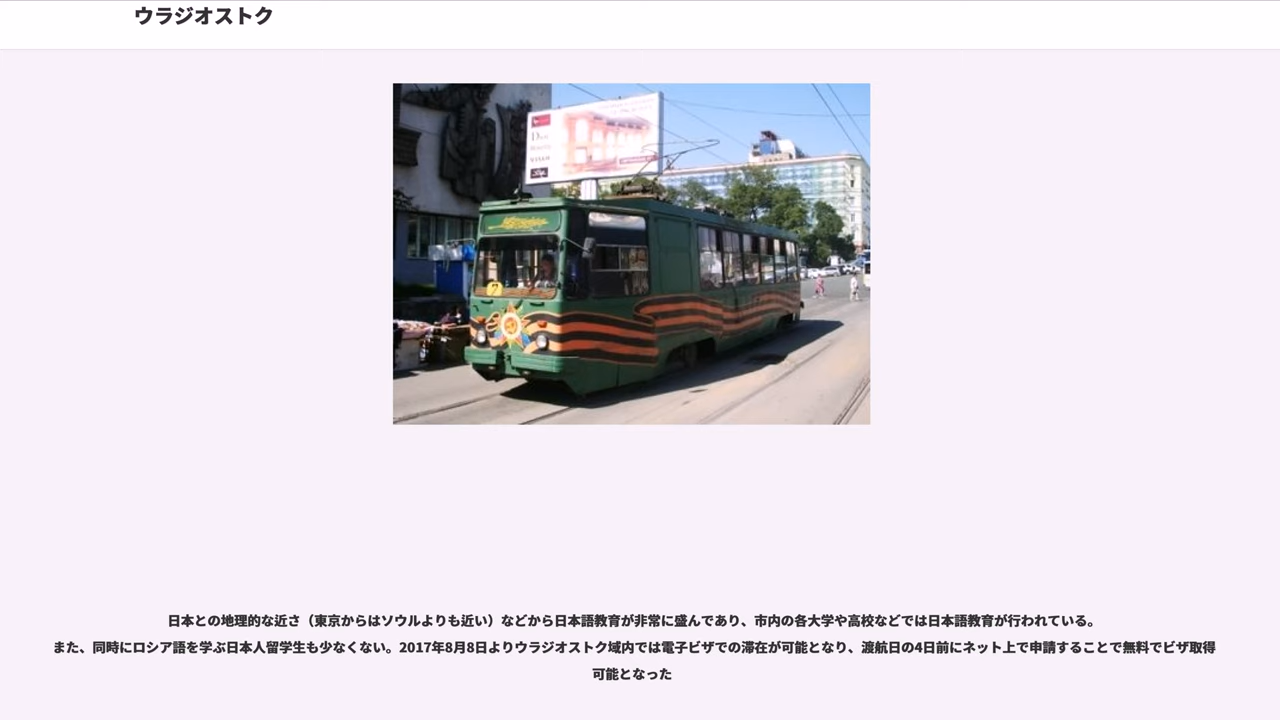 ウラジオストク
7
日本との地理的な近さ（東京からはソウルよりも近い）などから日本語教育が非常に盛んであり、市内の各大学や高校などでは日本語教育が行われている。
また、同時にロシア語を学ぶ日本人留学生も少なくない。2017年8月8日よりウラジオストク域内では電子ビザでの滞在が可能となり、渡航日の4日前にネット上で申請することで無料でビザ取得
可能となった